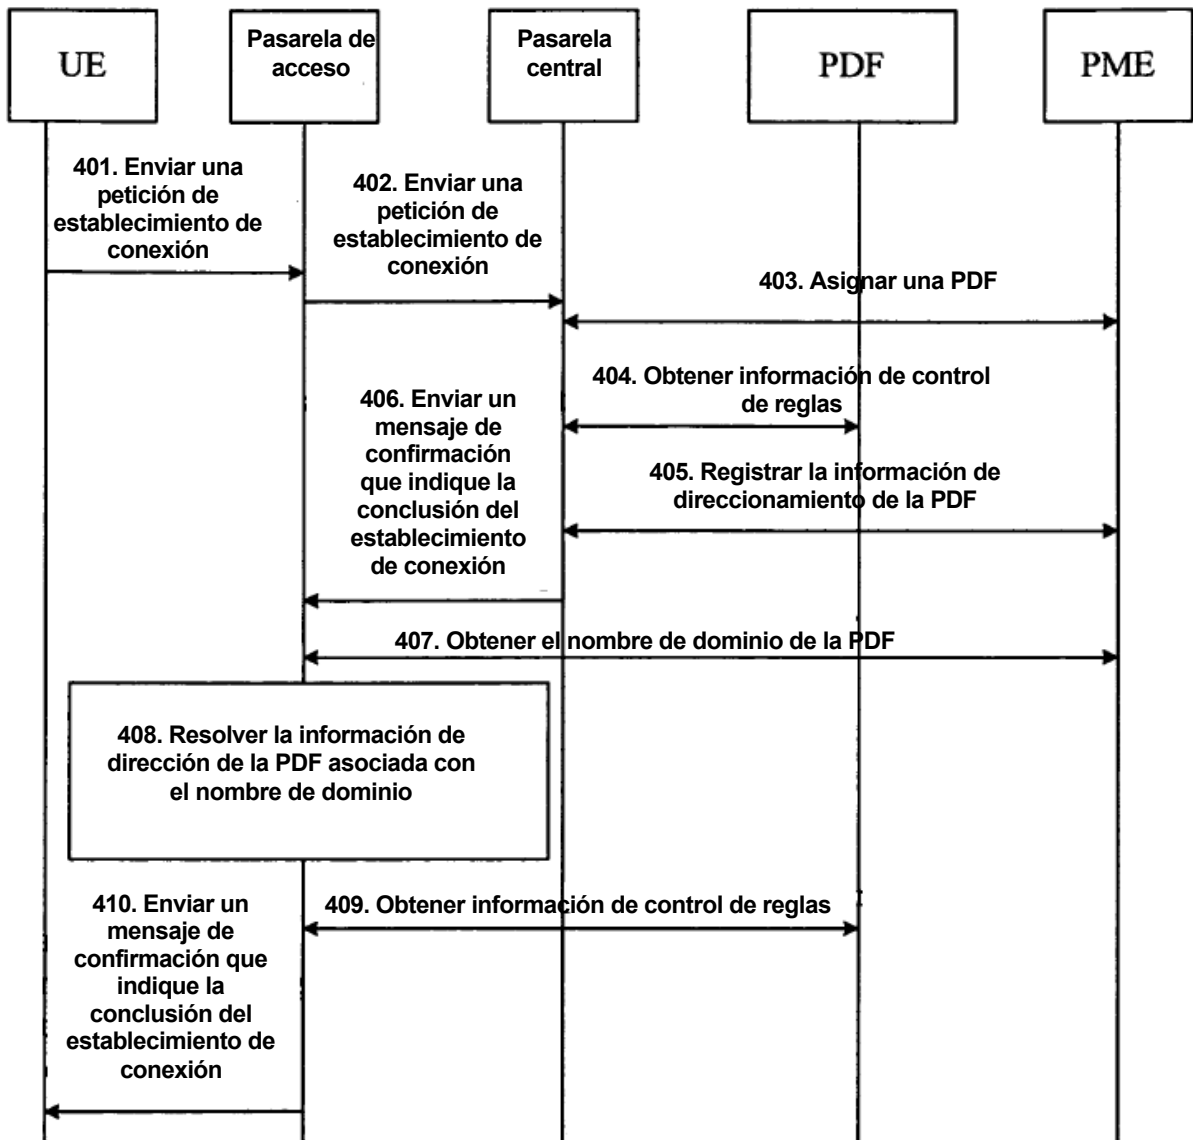 UE
Pasarela de
acceso
Pasarela
central
PDF
PME
401. Enviar una
petición de
establecimiento de
conexión
402. Enviar una
petición de
establecimiento de
conexión
403. Asignar una PDF
404. Obtener información de control
de reglas
405. Registrar la información de
direccionamiento de la PDF
406. Enviar un
mensaje de
confirmación
que indique la
conclusión del
establecimiento
de conexión
407. Obtener el nombre de dominio de la PDF
408. Resolver la información de
dirección de la PDF asociada con
el nombre de dominio
409. Obtener información de control de reglas
410. Enviar un
mensaje de
confirmación que
indique la
conclusión del
establecimiento de
conexión